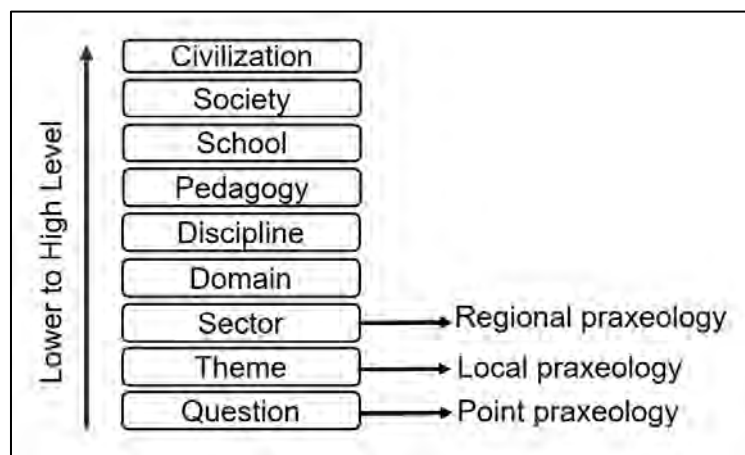 Civilization
Society
School
Pedagogy
Discipline
Domain
Sector
Regional praxeology
Theme
Local praxeology
Question
Point praxeology
Lower to High Level